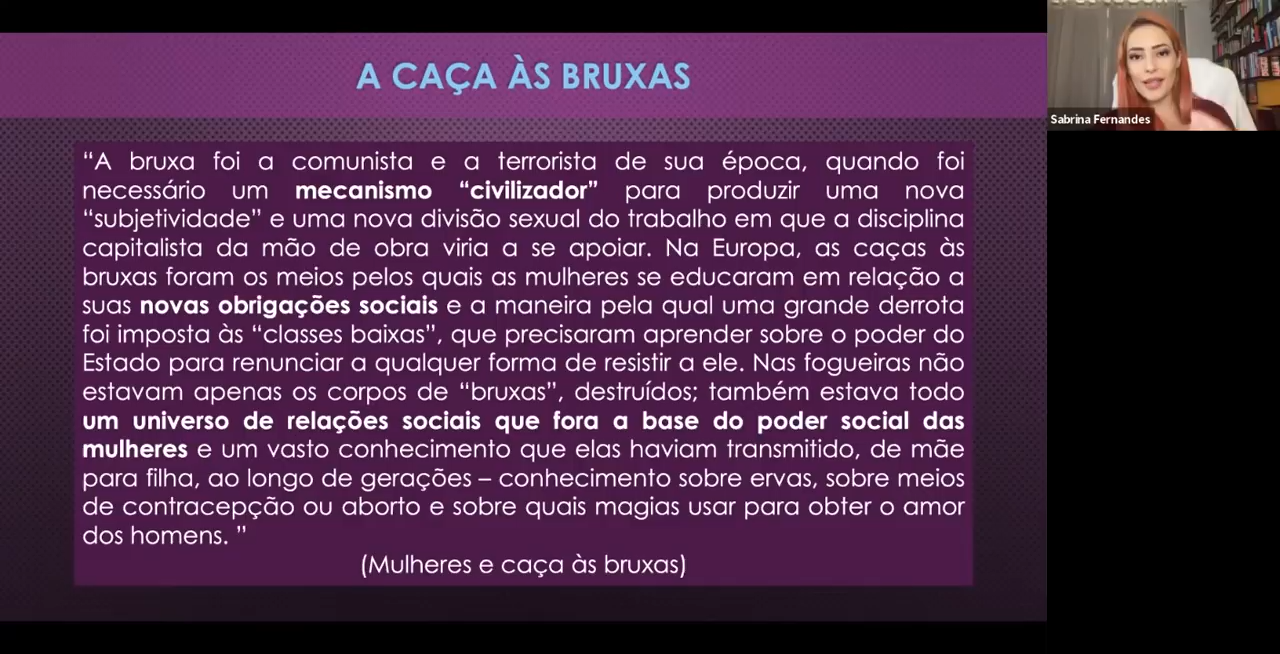 A CAÇA ÀS BRUXAS
“A bruxa foi a comunista e a terrorista de sua época, quando foi
necessário um mecanismo “civilizador” para produzir uma nova
“subjetividade” e uma nova divisão sexual do trabalho em que a disciplina
capitalista da mão de obra viria a se apoiar. Na Europa, as caças às
bruxas foram os meios pelos quais as mulheres se educaram em relação a
suas novas obrigações sociais e a maneira pela qual uma grande derrota
foi imposta às “classes baixas”, que precisaram aprender sobre o poder do
Estado para renunciar a qualquer forma de resistir a ele. Nas fogueiras não
estavam apenas os corpos de “bruxas”, destruídos; também estava todo
um universo de relações sociais que fora a base do poder social das
mulheres e um vasto conhecimento que elas haviam transmitido, de mãe
para filha, ao longo de gerações – conhecimento sobre ervas, sobre meios
de contracepção ou aborto e sobre quais magias usar para obter o amor
dos homens. ”
(Mulheres e caça às bruxas)
Sabrina Fernandes